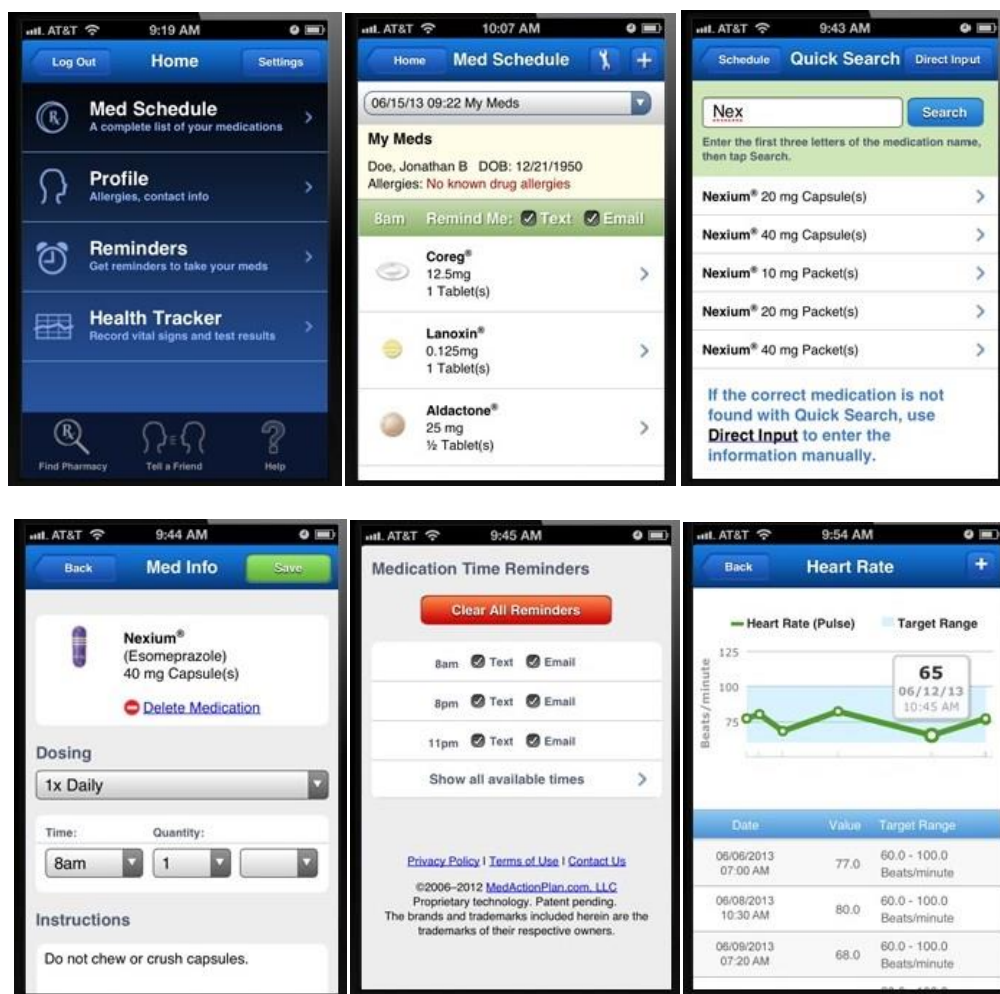 AT&T 9:19 AM
Log Out Home Settings
Med Schedule
A complete list of your medications
Profile
Allergies, contact info
Reminders
Get reminders to take your meds
Health Tracker
Record vital signs and test results
Find Pharmacy Tell a Friend Help
AT&T 10:07 AM
Home Med Schedule +
06/15/13 09:22 My Meds
My Meds
Doe, Jonathan B DOB: 12/21/1950
Allergies: No known drug allergies
8am Remind Me: Text Email
Coreg®
12.5mg
1 Tablet(s)
Lanoxin®
0.125mg
1 Tablet(s)
Aldactone®
25 mg
½ Tablet(s)
AT&T 9:43 AM
Schedule Quick Search Direct Input
Nex Search
Enter the first three letters of the medication name,
then tap Search.
Nexium® 20 mg Capsule(s)
Nexium® 40 mg Capsule(s)
Nexium® 10 mg Packet(s)
Nexium® 20 mg Packet(s)
Nexium® 40 mg Packet(s)
If the correct medication is not
found with Quick Search, use
Direct Input to enter the
information manually.
AT&T 9:44 AM
Back Med Info Save
Nexium®
(Esomeprazole)
40 mg Capsule(s)
Delete Medication
Dosing
1x Daily
Time: Quantity:
8am 1
Instructions
Do not chew or crush capsules.
AT&T 9:45 AM
Medication Time Reminders
Clear All Reminders
8am Text Email
8pm Text Email
11pm Text Email
Show all available times
Privacy Policy | Terms of Use | Contact Us
©2006–2012 MedActionPlan.com, LLC
Proprietary technology. Patent pending.
The brands and trademarks included herein are the
trademarks of their respective owners.
AT&T 9:54 AM
Back Heart Rate +
Heart Rate (Pulse) Target Range
Beats/minute
125
100
75
65
06/12/13
10:45 AM
Date Value Target Range
06/06/2013 07:00 AM 77.0 60.0 - 100.0 Beats/minute
06/08/2013 10:30 AM 80.0 60.0 - 100.0 Beats/minute
06/09/2013 07:20 AM 68.0 60.0 - 100.0 Beats/minute